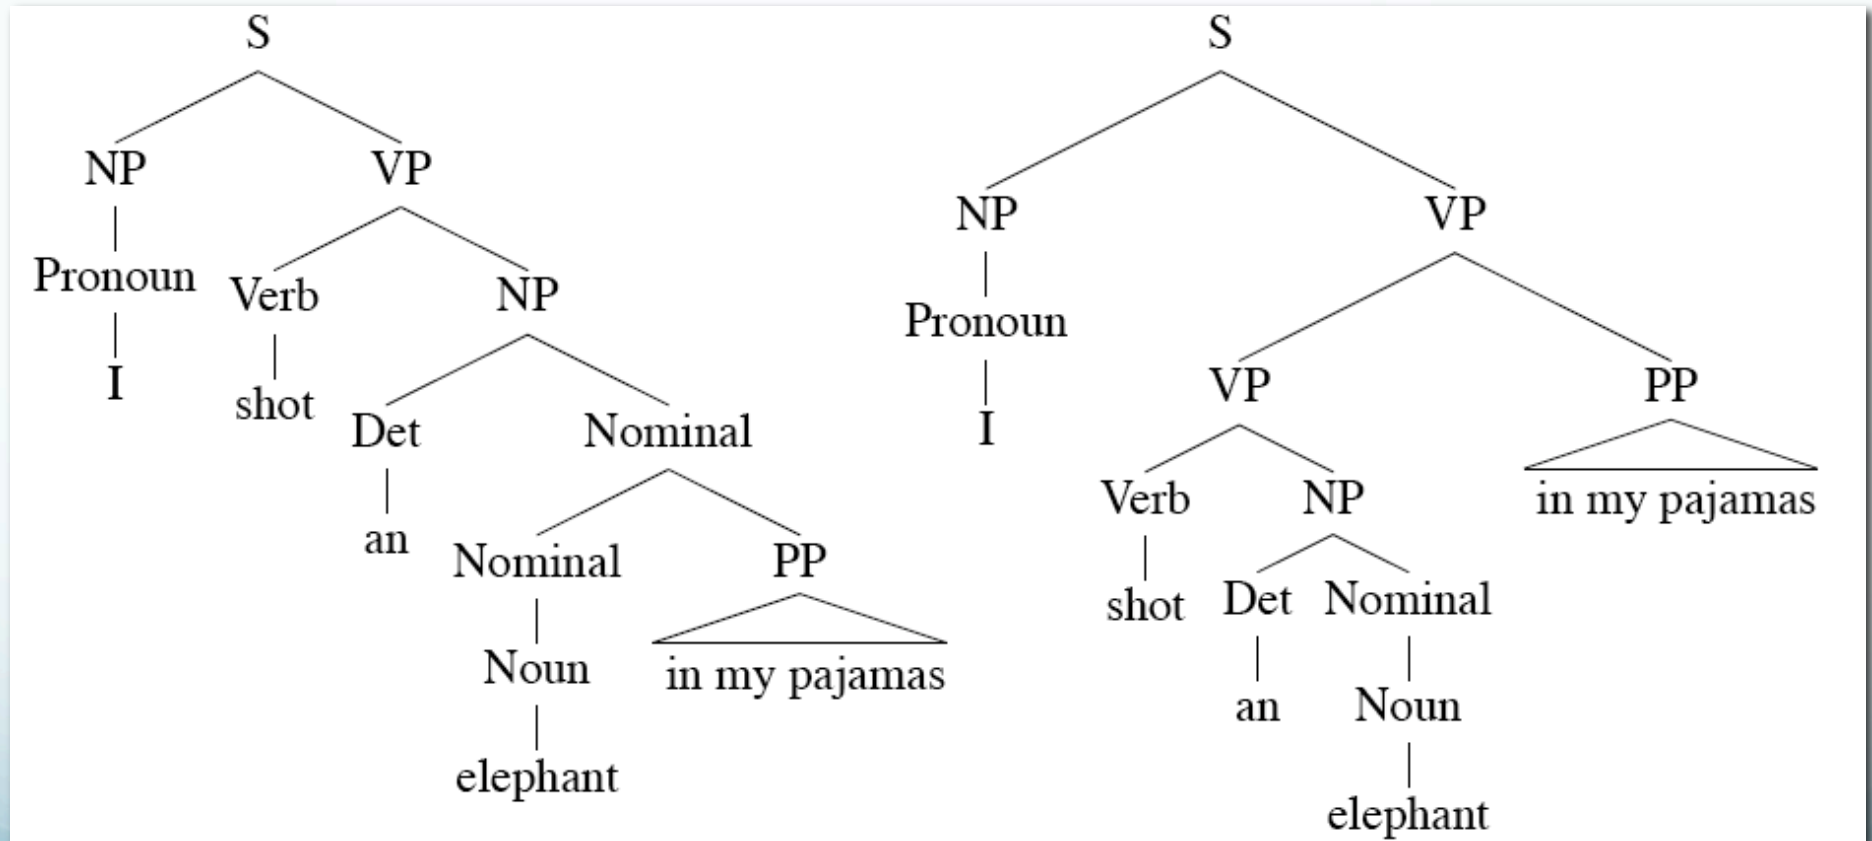 S
NP VP
Pronoun Verb NP
I shot Det Nominal
an Nominal PP
Noun in my pajamas
elephant
S
NP VP
Pronoun VP PP
I Verb NP in my pajamas
shot Det Nominal
an Noun
elephant